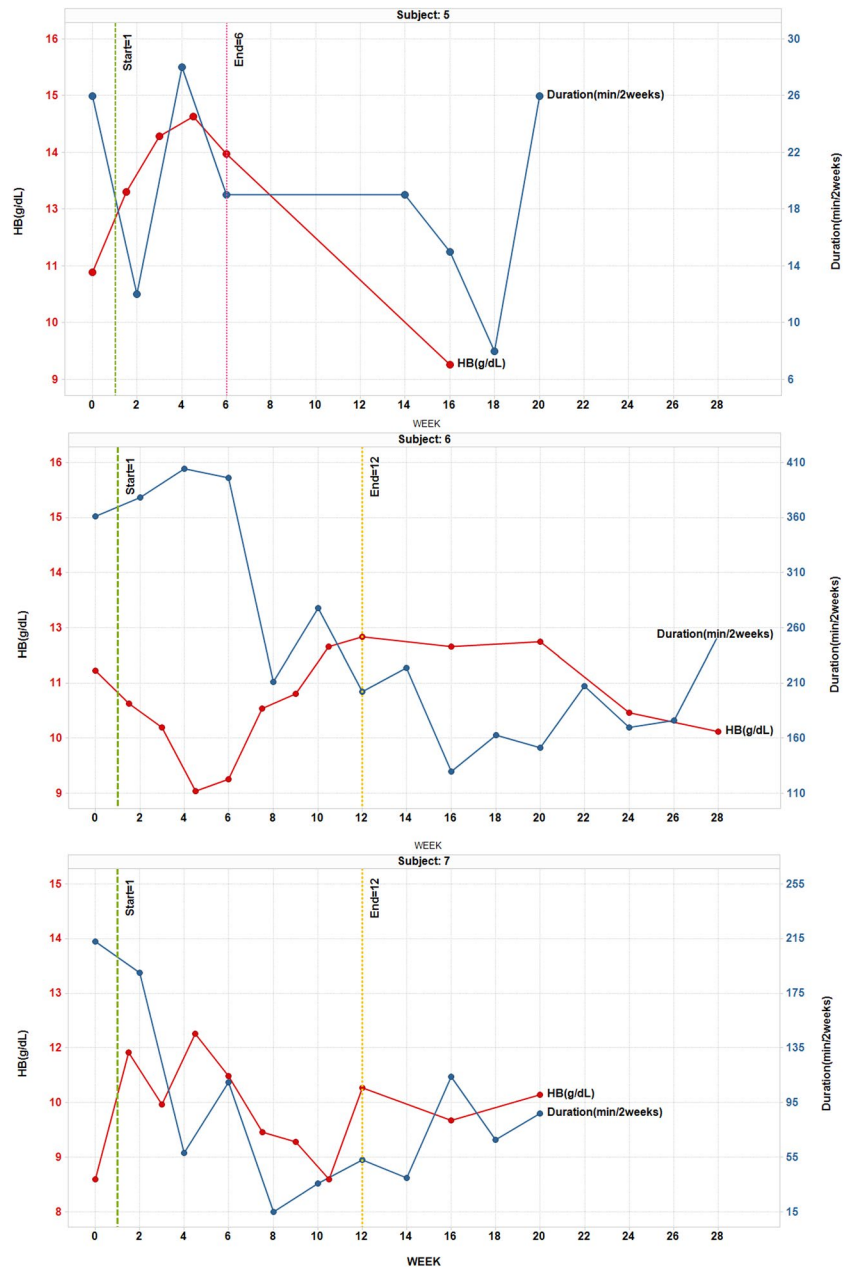 Subject: 5
Start=1
End=6
HB(g/dL)
16
15
14
13
11
10
9
30
26
22
18
14
10
6
Duration(min/2weeks)
Duration(min/2weeks)
HB(g/dL)
0 2 4 6 8 10 12 14 16 18 20 22 24 26 28
WEEK
Subject: 6
Start=1
End=12
HB(g/dL)
16
15
14
13
11
10
9
410
360
310
260
210
160
110
Duration(min/2weeks)
Duration(min/2weeks)
HB(g/dL)
0 2 4 6 8 10 12 14 16 18 20 22 24 26 28
WEEK
Subject: 7
Start=1
End=12
HB(g/dL)
15
14
13
12
10
9
8
255
215
175
135
95
55
15
Duration(min/2weeks)
HB(g/dL)
Duration(min/2weeks)
0 2 4 6 8 10 12 14 16 18 20 22 24 26 28
WEEK